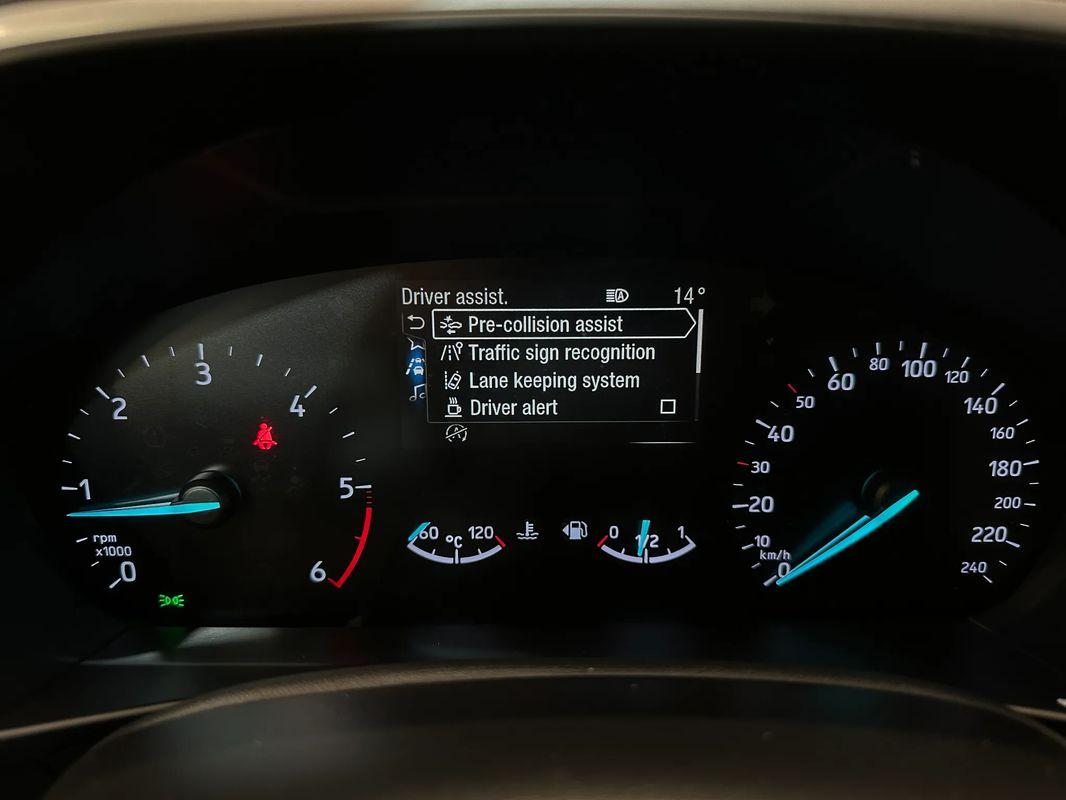 Driver assist. 14°
Pre-collision assist
Traffic sign recognition
Lane keeping system
Driver alert
0
1
2
3
4
5
6
rpm
x1000
60 °C 120
0 1/2 1
0
10
20
30
40
50
60
80
100
120
140
160
180
200
220
240
km/h